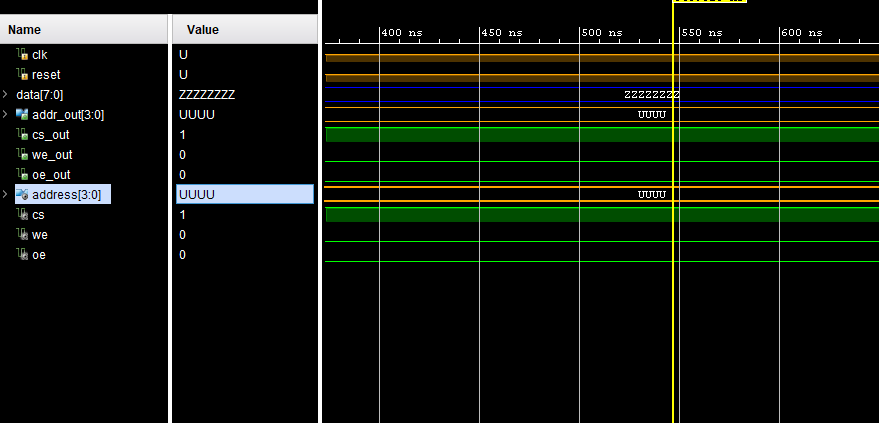 Name Value
400 ns 450 ns 500 ns 550 ns 600 ns
clk U
reset U
data[7:0] ZZZZZZZZ ZZZZZZZZ
addr_out[3:0] UUUU UUUU
cs_out 1
we_out 0
oe_out 0
address[3:0] UUUU UUUU
cs 1
we 0
oe 0